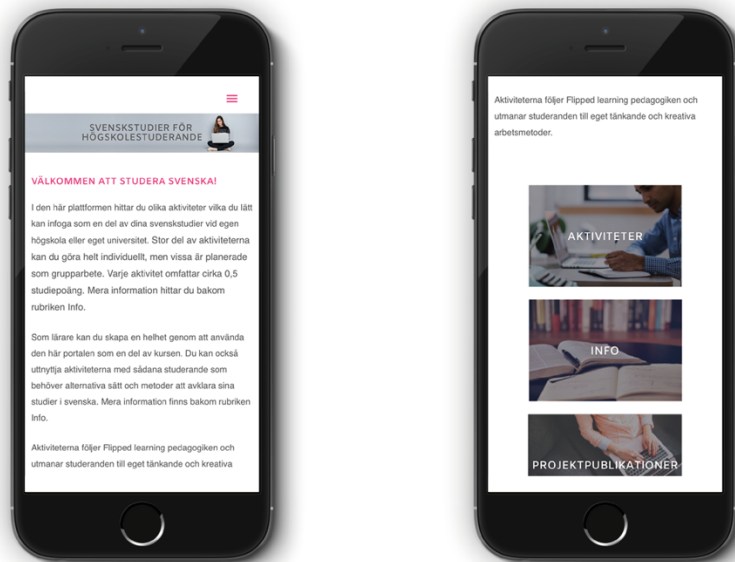 SVENSKSTUDIER FÖR
HÖGSKOLESTUDERANDE
VÄLKOMMEN ATT STUDERA SVENSKA!
I den här plattformen hittar du olika aktiviteter vilka du lätt
kan infoga som en del av dina svenskstudier vid egen
högskola eller eget universitet. Stor del av aktiviteterna
kan du göra helt individuellt, men vissa är planerade
som grupparbete. Varje aktivitet omfattar cirka 0,5
studiepoäng. Mera information hittar du bakom
rubriken Info.
Som lärare kan du skapa en helhet genom att använda
den här portalen som en del av kursen. Du kan också
uttnyttja aktiviteterna med sådana studerande som
behöver alternativa sätt och metoder att avklara sina
studier i svenska. Mera information finns bakom rubriken
Info.
Aktiviteterna följer Flipped learning pedagogiken och
utmanar studeranden till eget tänkande och kreativa
Aktiviteterna följer Flipped learning pedagogiken och
utmanar studeranden till eget tänkande och kreativa
arbetsmetoder.
AKTIVITETER
INFO
PROJEKTPUBLIKATIONER